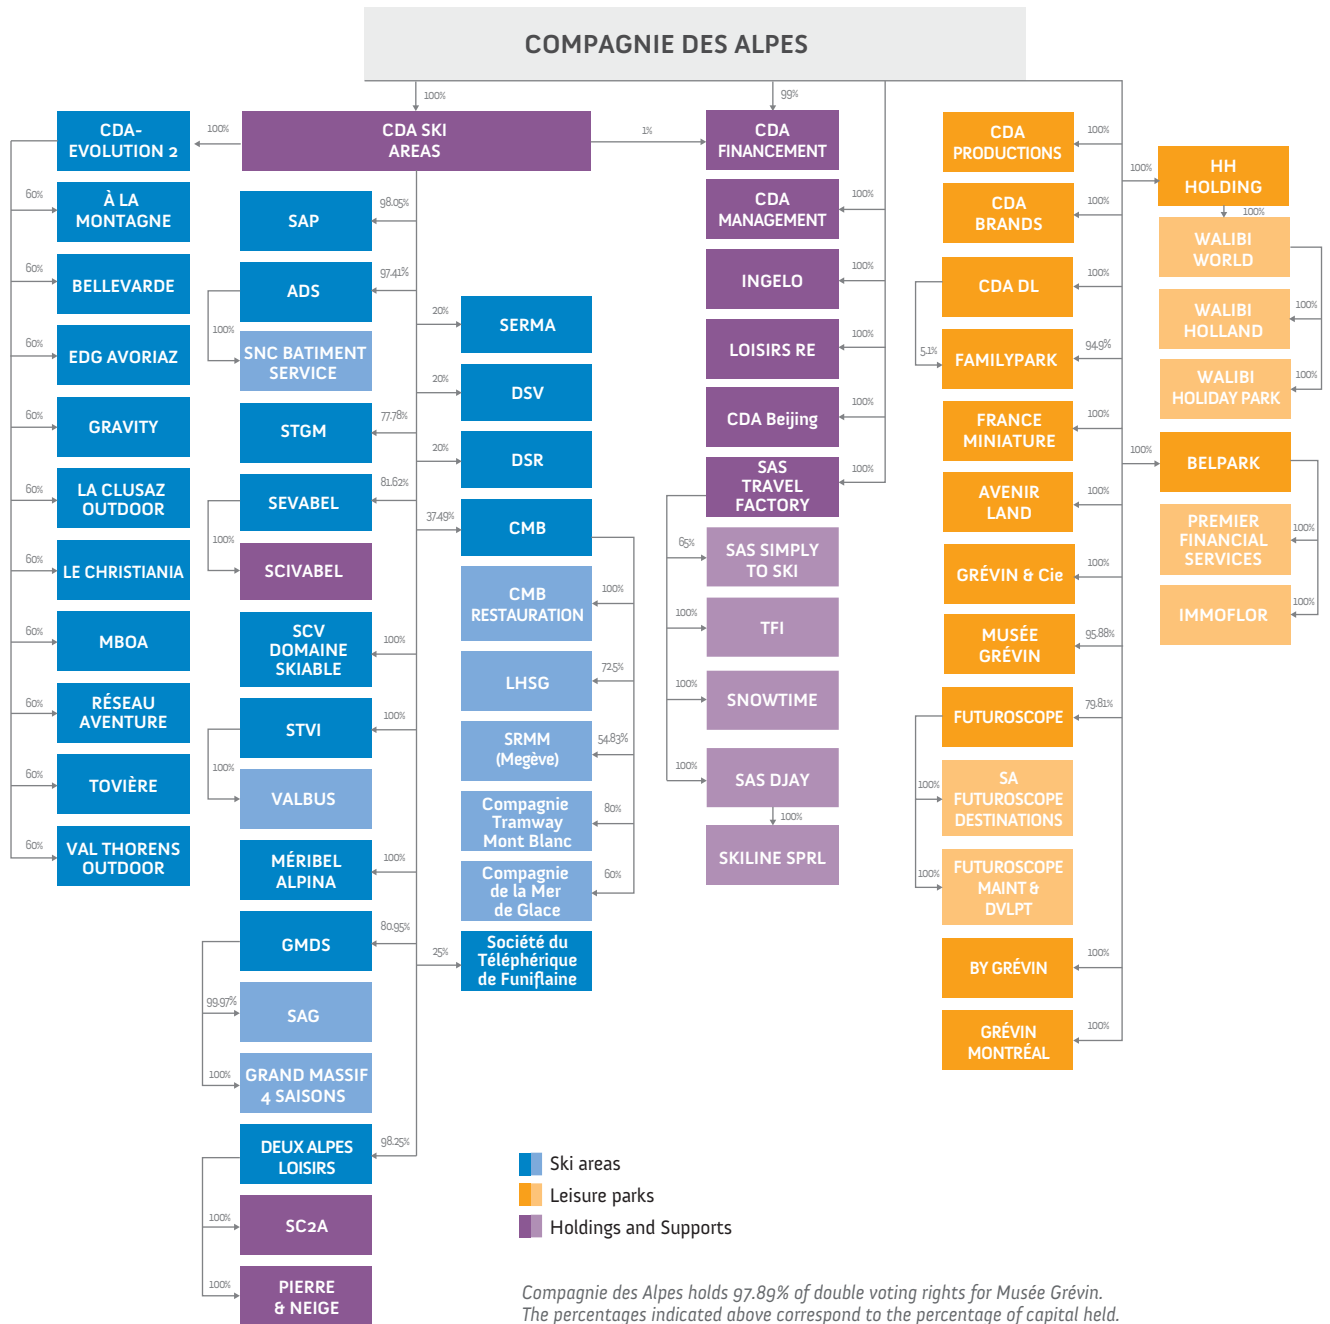 COMPAGNIE DES ALPES
100%
99%
CDA-
EVOLUTION 2
100%
CDA SKI
AREAS
1%
CDA
FINANCEMENT
60%
À LA
MONTAGNE
60%
BELLEVARDE
60%
EDG AVORIAZ
60%
GRAVITY
60%
LA CLUSAZ
OUTDOOR
60%
LE CHRISTIANIA
60%
MBOA
60%
RÉSEAU
AVENTURE
60%
TOVIÈRE
60%
VAL THORENS
OUTDOOR
SAP
98.05%
ADS
97.41%
100%
SNC BATIMENT
SERVICE
STGM
77.78%
SEVABEL
81.62%
100%
SCIVABEL
SCV
DOMAINE
SKIABLE
100%
STVI
100%
100%
VALBUS
MÉRIBEL
ALPINA
100%
GMDS
80.95%
99.97%
SAG
100%
GRAND MASSIF
4 SAISONS
DEUX ALPES
LOISIRS
98.25%
100%
SC2A
100%
PIERRE
& NEIGE
20%
SERMA
20%
DSV
20%
DSR
37.49%
CMB
CMB
RESTAURATION
100%
LHSG
72.5%
SRMM
(Megève)
54.83%
Compagnie
Tramway
Mont Blanc
80%
Compagnie
de la Mer
de Glace
60%
25%
Société du
Téléphérique
de Funiflaine
CDA
MANAGEMENT
100%
INGELO
100%
LOISIRS RE
100%
CDA Beijing
100%
SAS
TRAVEL
FACTORY
100%
65%
SAS SIMPLY
TO SKI
100%
TFI
100%
SNOWTIME
100%
SAS DJAY
100%
SKILINE SPRL
CDA
PRODUCTIONS
100%
CDA
BRANDS
100%
CDA DL
100%
5.1%
FAMILYPARK
94.9%
FRANCE
MINIATURE
100%
AVENIR
LAND
100%
GRÉVIN & Cie
100%
MUSÉE
GRÉVIN
95.88%
FUTUROSCOPE
79.81%
100%
SA
FUTUROSCOPE
DESTINATIONS
100%
FUTUROSCOPE
MAINT &
DVLPT
BY GRÉVIN
100%
GRÉVIN
MONTRÉAL
100%
100%
HH
HOLDING
100%
WALIBI
WORLD
WALIBI
HOLLAND
100%
WALIBI
HOLIDAY PARK
100%
100%
BELPARK
PREMIER
FINANCIAL
SERVICES
100%
IMMOFLOR
100%
Ski areas
Leisure parks
Holdings and Supports
Compagnie des Alpes holds 97.89% of double voting rights for Musée Grévin.
The percentages indicated above correspond to the percentage of capital held.